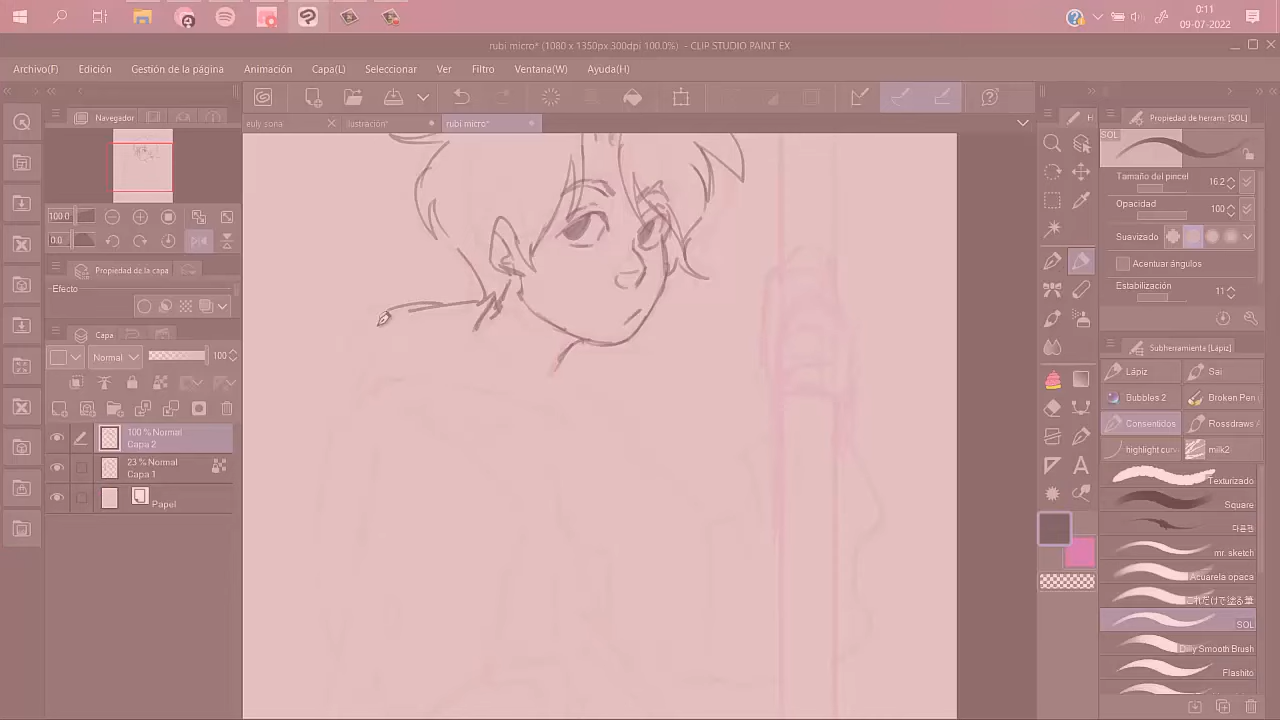 0:11
09-07-2022
rubi micro* (1080 x 1350px 300dpi 100.0%) - CLIP STUDIO PAINT EX
Archivo(F) Edición Gestión de la página Animación Capa(L) Seleccionar Ver Filtro Ventana(W) Ayuda(H)
euly sona
ilustración*
rubi micro*
Navegador
100.0
0.0
Propiedad de la capa
Efecto
Capa
Normal 100
100 % Normal
Capa 2
23 % Normal
Capa 1
Papel
Propiedad de herram. [SOL]
SOL
Tamaño del pincel 16.2
Opacidad 100
Suavizado
Acentuar ángulos
Estabilización 11
Subherramienta [Lápiz]
Lápiz Sai
Bubbles 2 Broken Pen
Consentidos Rossdraws
highlight curv milk2
Texturizado
Square
다른펜
mr. sketch
Acuarela opaca
これだけで塗る筆
SOL
Dilly Smooth Brush
Flashito